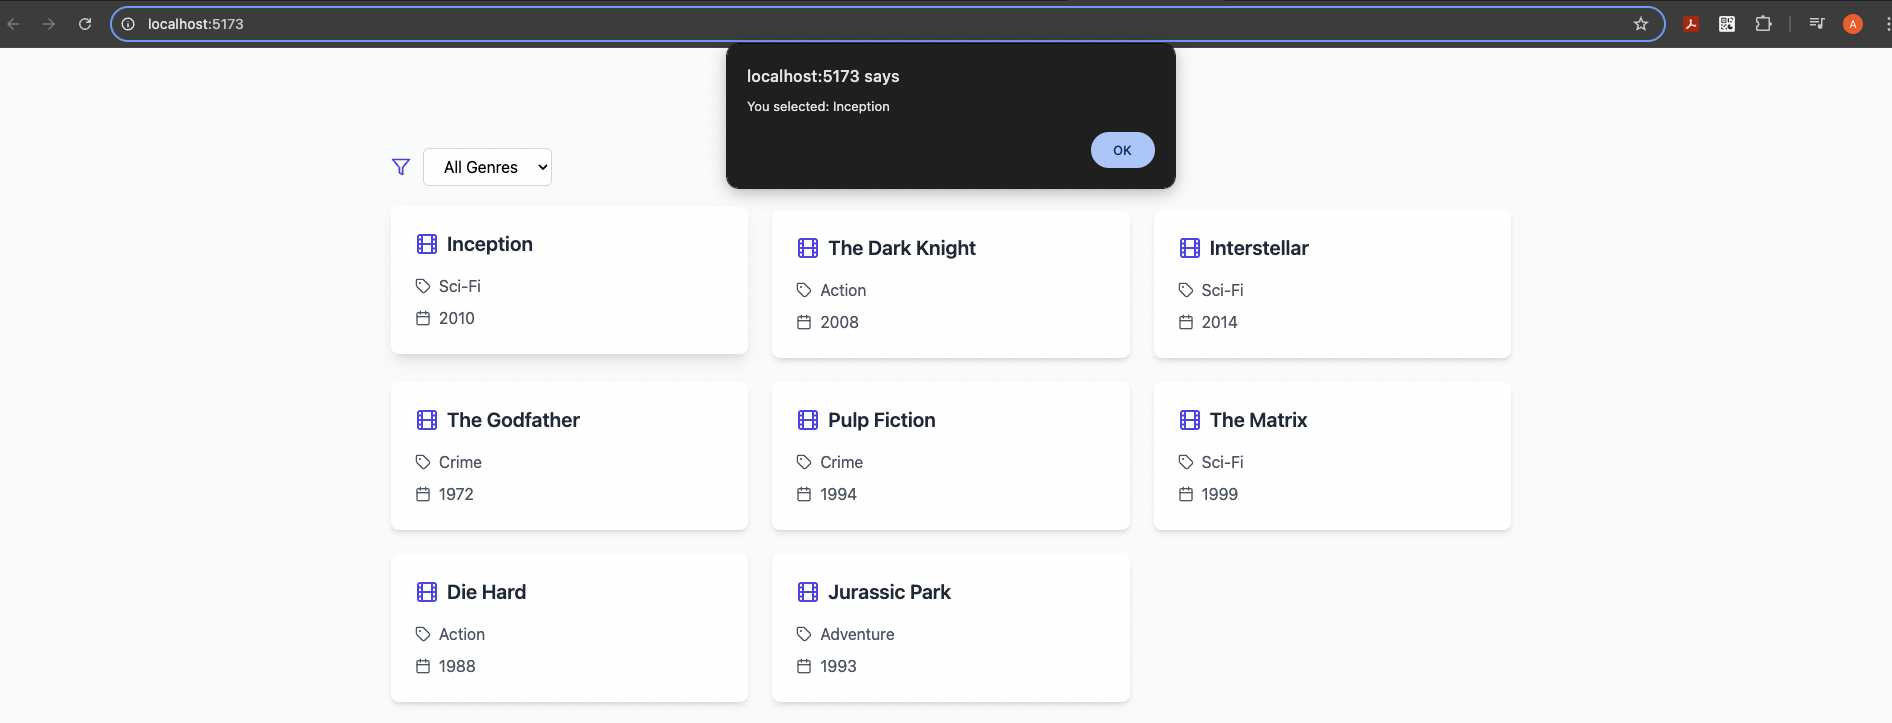 localhost:5173
A
localhost:5173 says
You selected: Inception
OK
All Genres
Inception
Sci-Fi
2010
The Dark Knight
Action
2008
Interstellar
Sci-Fi
2014
The Godfather
Crime
1972
Pulp Fiction
Crime
1994
The Matrix
Sci-Fi
1999
Die Hard
Action
1988
Jurassic Park
Adventure
1993